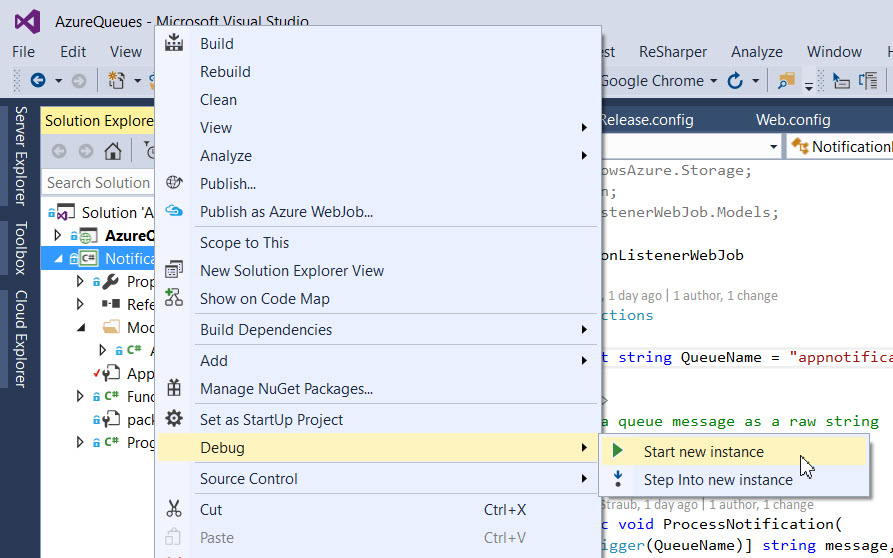 AzureQueues - Microsoft Visual Studio
File Edit View
ReSharper Analyze Window
Google Chrome
Server Explorer
Toolbox
Cloud Explorer
Solution Explorer
Search Solution
Solution 'A
AzureQ
Notifica
Prop
Refe
Mod
App
Func
pack
Prog
Build
Rebuild
Clean
View
Analyze
Publish...
Publish as Azure WebJob...
Scope to This
New Solution Explorer View
Show on Code Map
Build Dependencies
Add
Manage NuGet Packages...
Set as StartUp Project
Debug
Source Control
Cut Ctrl+X
Paste Ctrl+V
Start new instance
Step Into new instance
Release.config Web.config
Notification
owsAzure.Storage;
n;
stenerWebJob.Models;
onListenerWebJob
, 1 day ago | 1 author, 1 change
ctions
t string QueueName = "appnotifica
>
a queue message as a raw string
Straub, 1 day ago | 1 author, 1 change
c void ProcessNotification(
igger(QueueName)] string message,